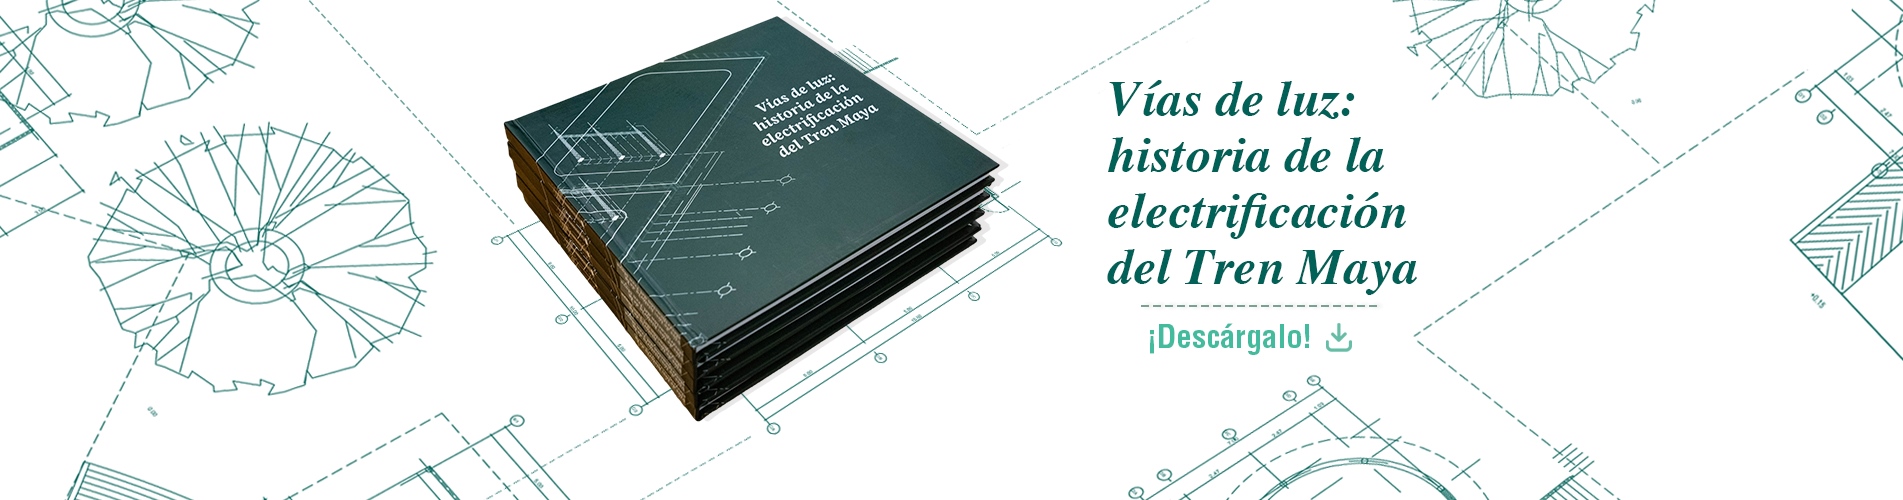 Vías de luz:
historia de la
electrificación
del Tren Maya
Vías de luz:
historia de la
electrificación
del Tren Maya
¡Descárgalo!